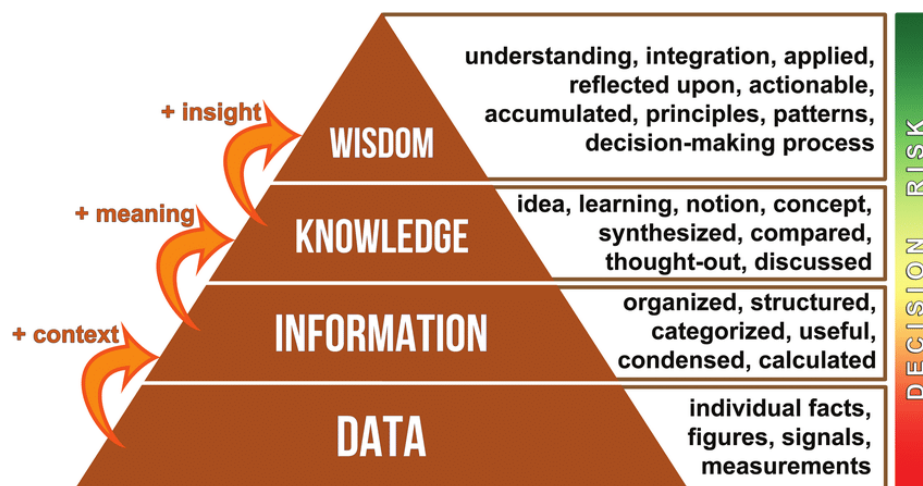 understanding, integration, applied,
reflected upon, actionable,
accumulated, principles, patterns,
decision-making process
+ insight
WISDOM
idea, learning, notion, concept,
synthesized, compared,
thought-out, discussed
+ meaning
KNOWLEDGE
organized, structured,
categorized, useful,
condensed, calculated
+ context
INFORMATION
individual facts,
figures, signals,
measurements
DATA
DECISION RISK